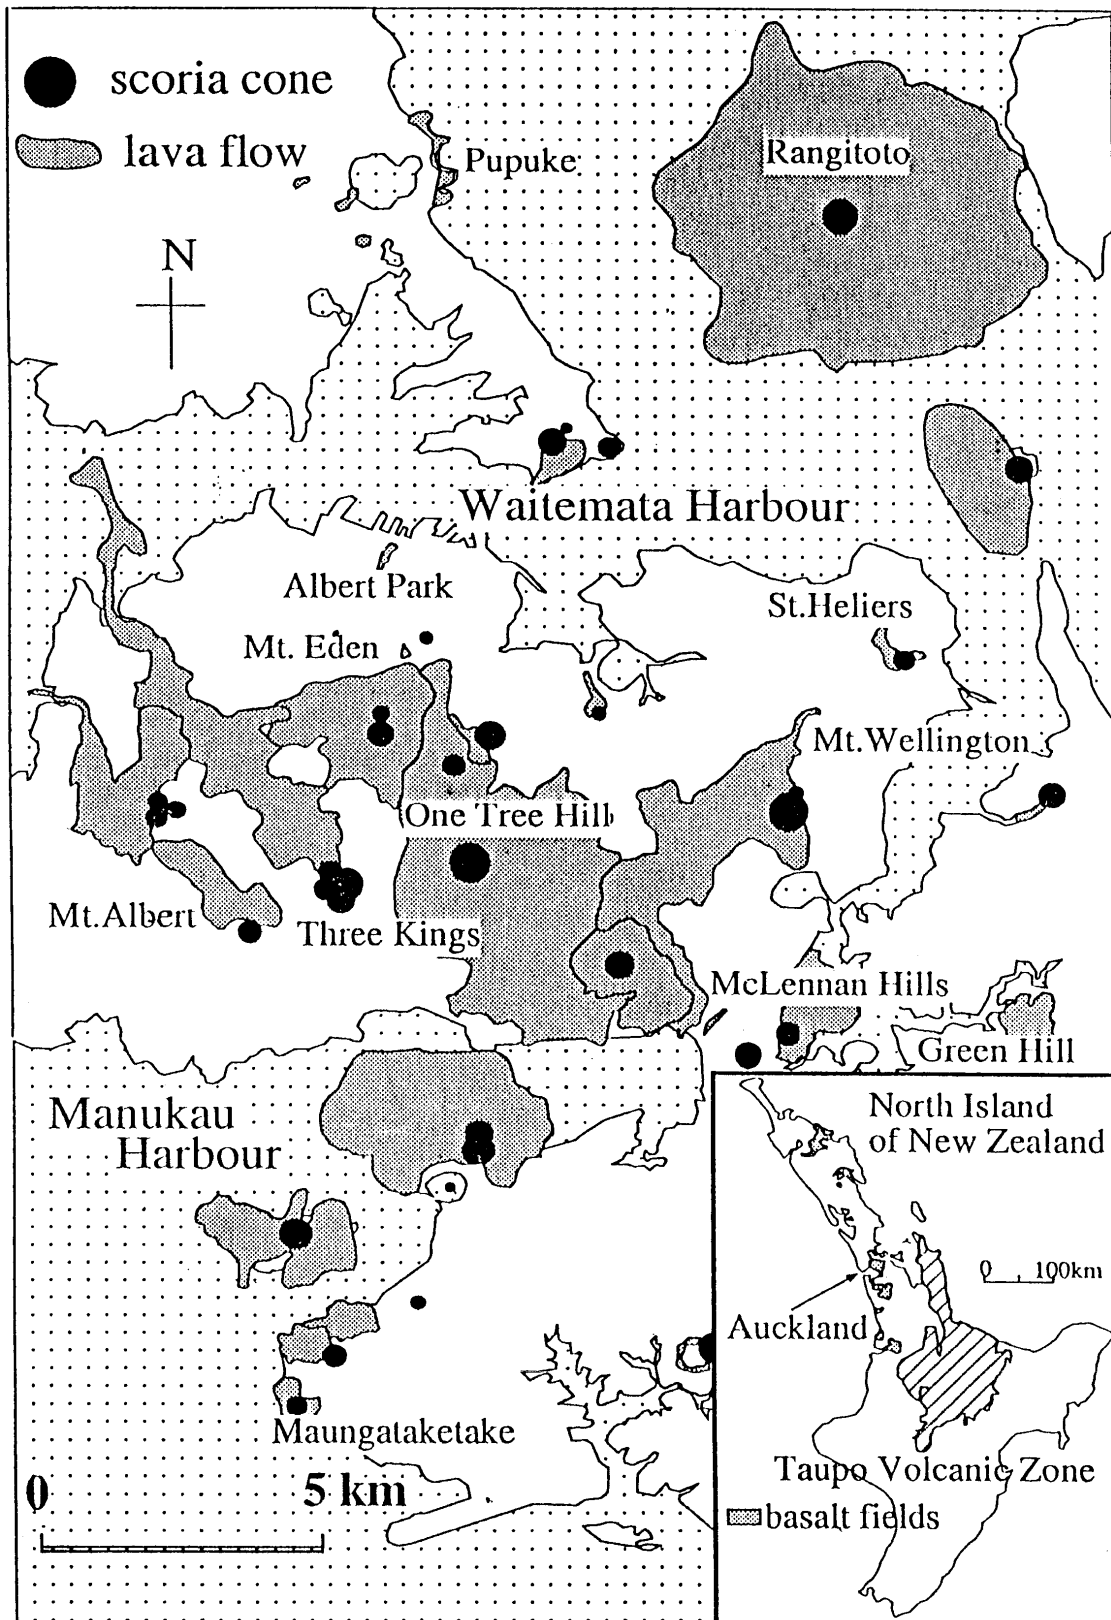 scoria cone
lava flow
N
Pupuke
Rangitoto
Waitemata Harbour
Albert Park
St.Heliers
Mt. Eden
Mt.Wellington
One Tree Hill
Mt.Albert
Three Kings
McLennan Hills
Green Hill
Manukau
Harbour
Maungataketake
0 5 km
North Island
of New Zealand
0 100km
Auckland
Taupo Volcanic Zone
basalt fields